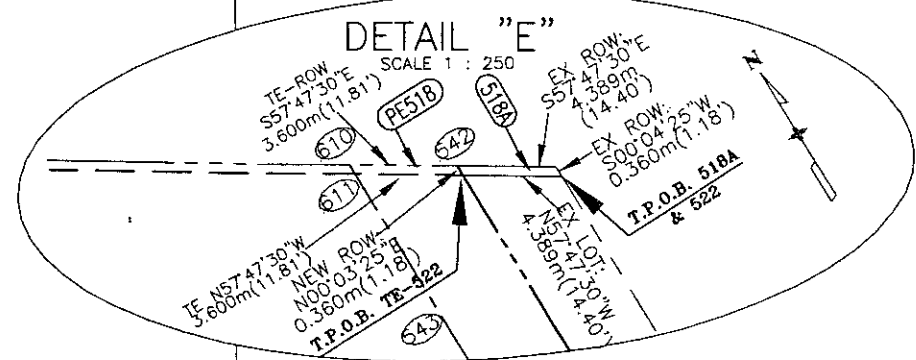 DETAIL "E"
SCALE 1 : 250
TE-ROW
S57°47'30"E
3.600m(11.81')
PE518
518A
EX ROW:
S57°47'30"E
4.389m
(14.40')
N
610
542
EX ROW:
S00°04'25"W
0.360m(1.18')
611
T.P.O.B. 518A
& 522
TE N57°47'30"W
3.600m(11.81')
NEW ROW
N00°03'25"E
0.360m(1.18')
T.P.O.B. TE-522
543
EX LOT:
N57°47'30"W
4.389m(14.40')